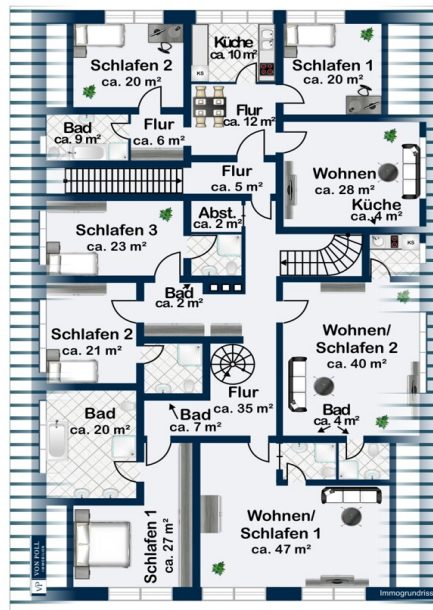 Schlafen 2
ca. 20 m²
Küche
ca. 10 m²
KS
Schlafen 1
ca. 20 m²
Bad
ca. 9 m²
Flur
ca. 6 m²
Flur
ca. 12 m²
Flur
ca. 5 m²
Wohnen
ca. 28 m²
Küche
ca. 4 m²
KS
Abst.
ca. 2 m²
Schlafen 3
ca. 23 m²
Bad
ca. 2 m²
Schlafen 2
ca. 21 m²
Wohnen/
Schlafen 2
ca. 40 m²
Flur
ca. 35 m²
Bad
ca. 7 m²
Bad
ca. 20 m²
Bad
ca. 4 m²
Schlafen 1
ca. 27 m²
Wohnen/
Schlafen 1
ca. 47 m²
VP
VON POLL
Immogrundriss